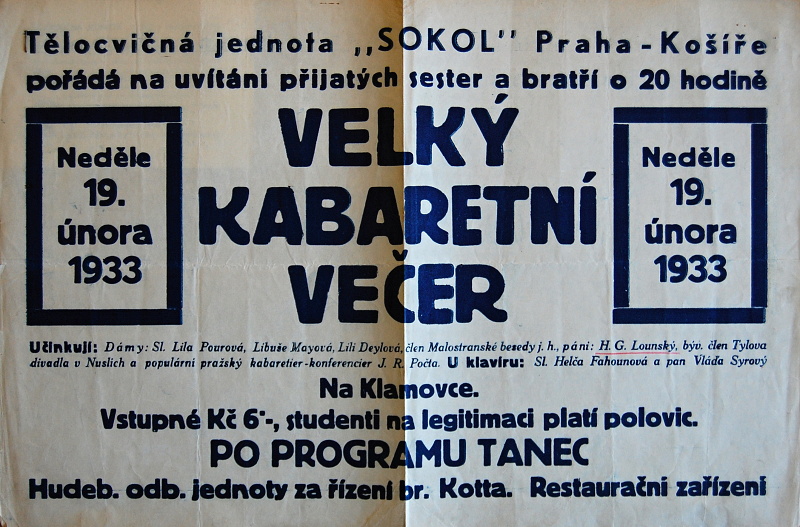 Tělocvičná jednota „SOKOL" Praha - Košíře
pořádá na uvítání přijatých sester a bratří o 20 hodině
Neděle
19.
února
1933
VELKÝ
KABARETNÍ
VEČER
Neděle
19.
února
1933
Učinkují: Dámy: Sl. Lila Pourová, Libuše Mayová, Lili Deylová, člen Malostranské besedy j. h., páni: H. G. Lounský, býv. člen Tylova
divadla v Nuslích a populární pražský kabaretier-konferencier J. R. Počta. U klavíru: Sl. Helča Fahounová a pan Vláďa Syrový
Na Klamovce.
Vstupné Kč 6·-, studenti na legitimaci platí polovic.
PO PROGRAMU TANEC
Hudeb. odb. jednoty za řízení br. Kotta. Restaurační zařízení